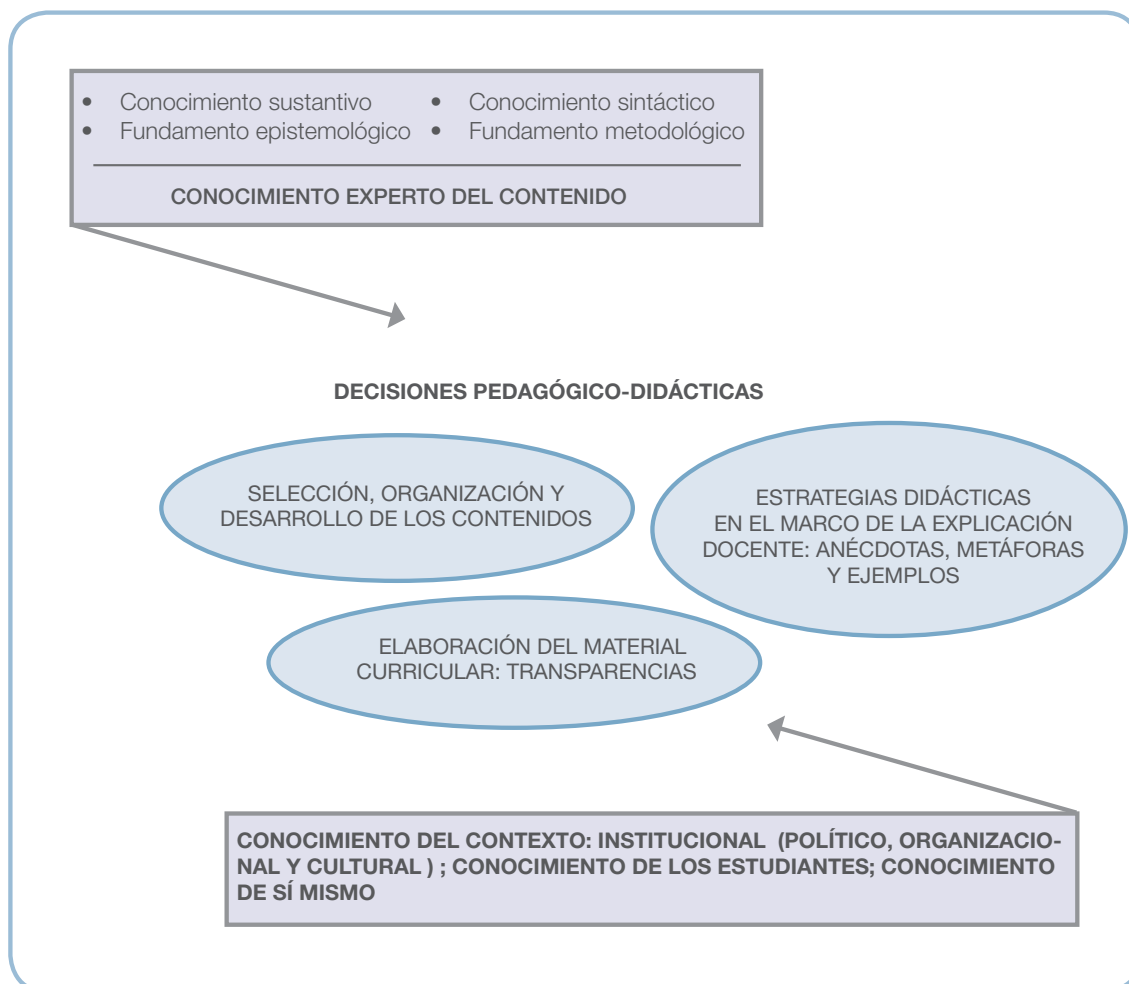 • Conocimiento sustantivo • Conocimiento sintáctico
• Fundamento epistemológico • Fundamento metodológico
CONOCIMIENTO EXPERTO DEL CONTENIDO
DECISIONES PEDAGÓGICO-DIDÁCTICAS
SELECCIÓN, ORGANIZACIÓN Y
DESARROLLO DE LOS CONTENIDOS
ESTRATEGIAS DIDÁCTICAS
EN EL MARCO DE LA EXPLICACIÓN
DOCENTE: ANÉCDOTAS, METÁFORAS
Y EJEMPLOS
ELABORACIÓN DEL MATERIAL
CURRICULAR: TRANSPARENCIAS
CONOCIMIENTO DEL CONTEXTO: INSTITUCIONAL (POLÍTICO, ORGANIZACIO-
NAL Y CULTURAL ) ; CONOCIMIENTO DE LOS ESTUDIANTES; CONOCIMIENTO
DE SÍ MISMO